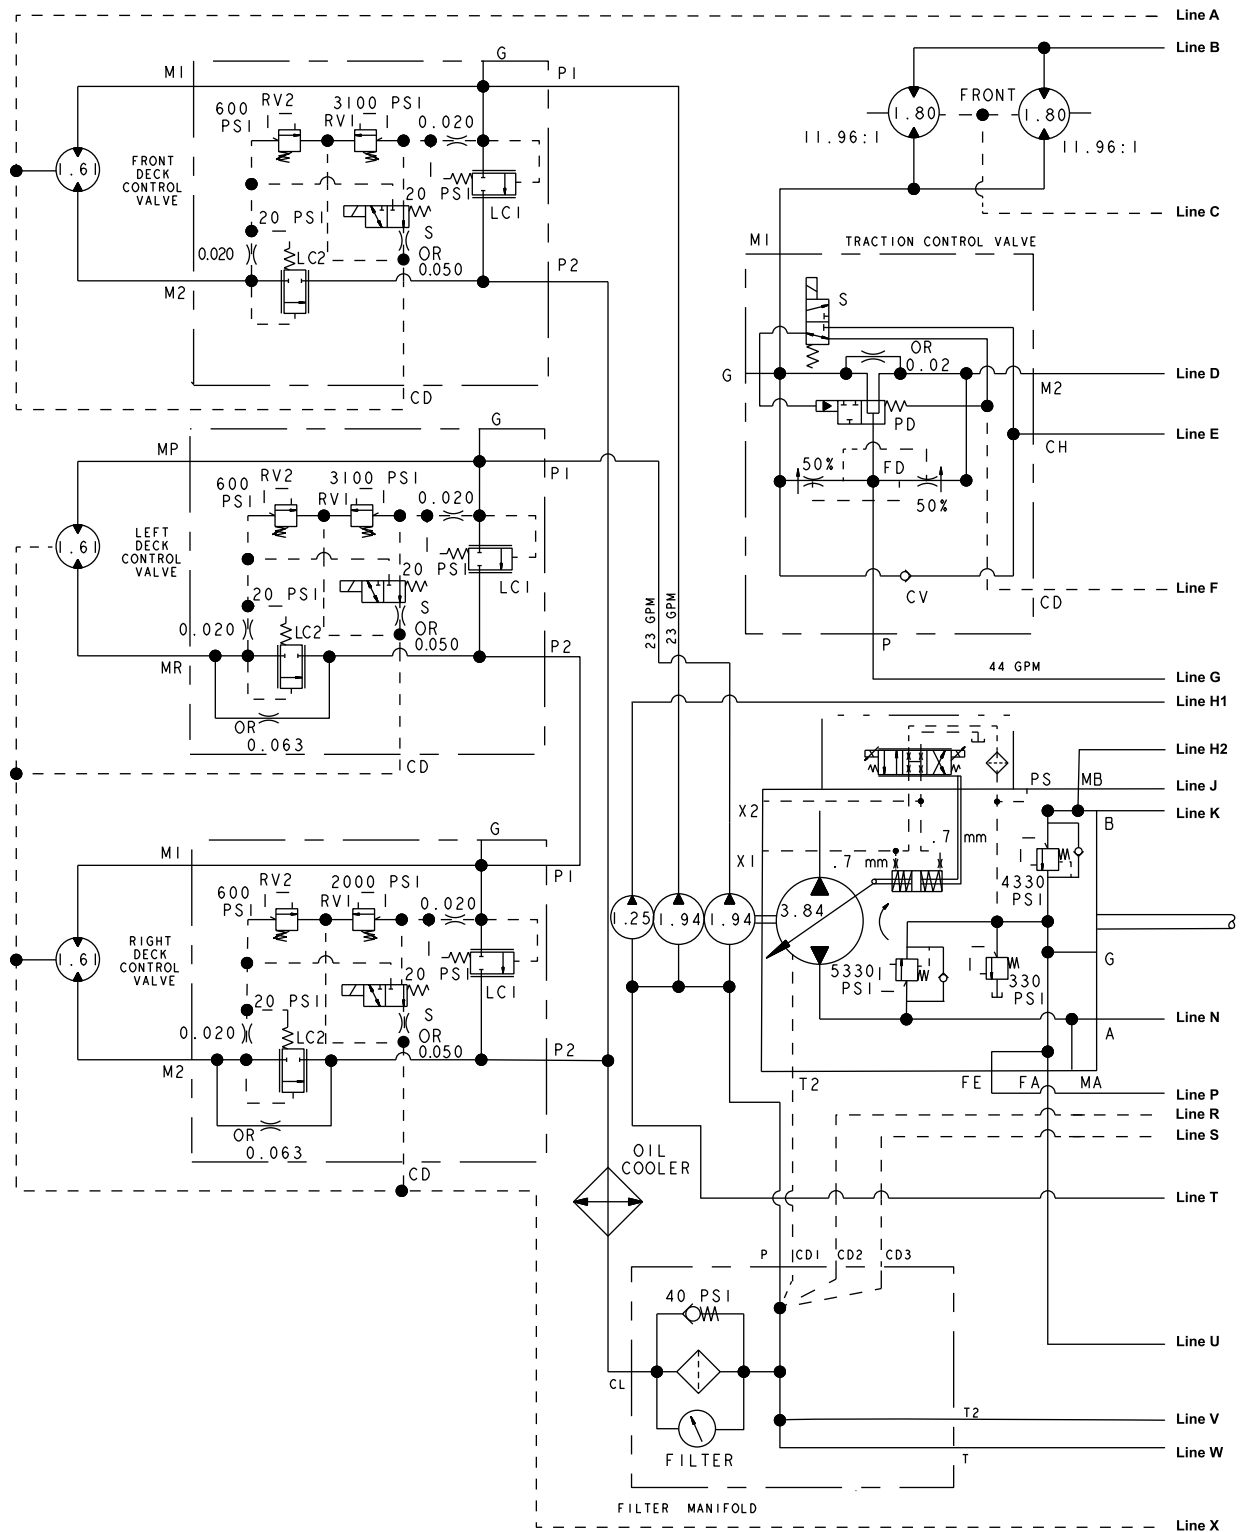 Line A
Line B
G
M1
P1
600
PSI
RV2
3100 PSI
RV1
0.020
FRONT
1.80
1.80
11.96:1
11.96:1
1.61
FRONT
DECK
CONTROL
VALVE
20
PSI
LC1
Line C
20 PSI
S
OR
0.050
0.020
LC2
P2
M2
M1
TRACTION CONTROL VALVE
S
OR
0.02
G
Line D
M2
CD
PD
G
MP
P1
Line E
CH
600
PSI
RV2
3100 PSI
RV1
0.020
50%
FD
50%
1.61
LEFT
DECK
CONTROL
VALVE
20
PSI
LC1
20 PSI
S
OR
0.050
0.020
LC2
P2
MR
CV
Line F
CD
23 GPM
23 GPM
P
44 GPM
Line G
Line H1
OR
0.063
CD
Line H2
PS
MB
Line J
X2
B
Line K
.7 mm
X1
.7 mm
G
M1
P1
600
PSI
RV2
2000 PSI
RV1
0.020
4330
PSI
1.25
1.94
1.94
3.84
1.61
RIGHT
DECK
CONTROL
VALVE
20
PSI
LC1
5330
PSI
330
PSI
G
20 PSI
S
OR
0.050
0.020
LC2
P2
M2
Line N
A
T2
FE
FA
MA
Line P
Line R
Line S
OR
0.063
CD
OIL
COOLER
Line T
P
CD1
CD2
CD3
40 PSI
CL
Line U
FILTER
T2
Line V
T
Line W
FILTER MANIFOLD
Line X